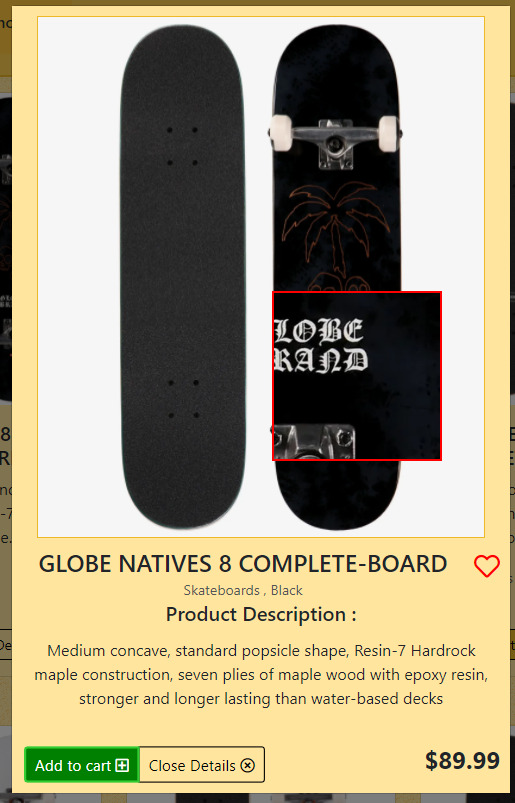 LOBE
RAND
GLOBE NATIVES 8 COMPLETE-BOARD
Skateboards , Black
Product Description :
Medium concave, standard popsicle shape, Resin-7 Hardrock
maple construction, seven plies of maple wood with epoxy resin,
stronger and longer lasting than water-based decks
Add to cart
Close Details
$89.99